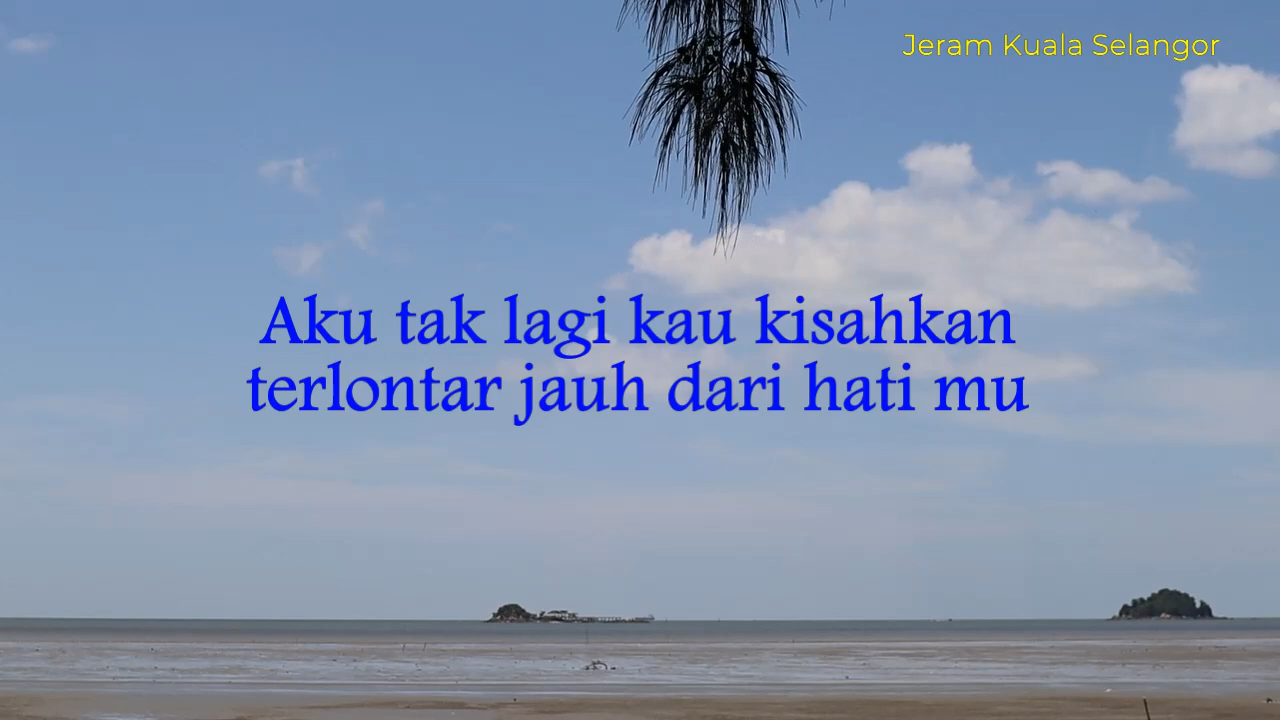 Jeram Kuala Selangor
Aku tak lagi kau kisahkan
terlontar jauh dari hati mu